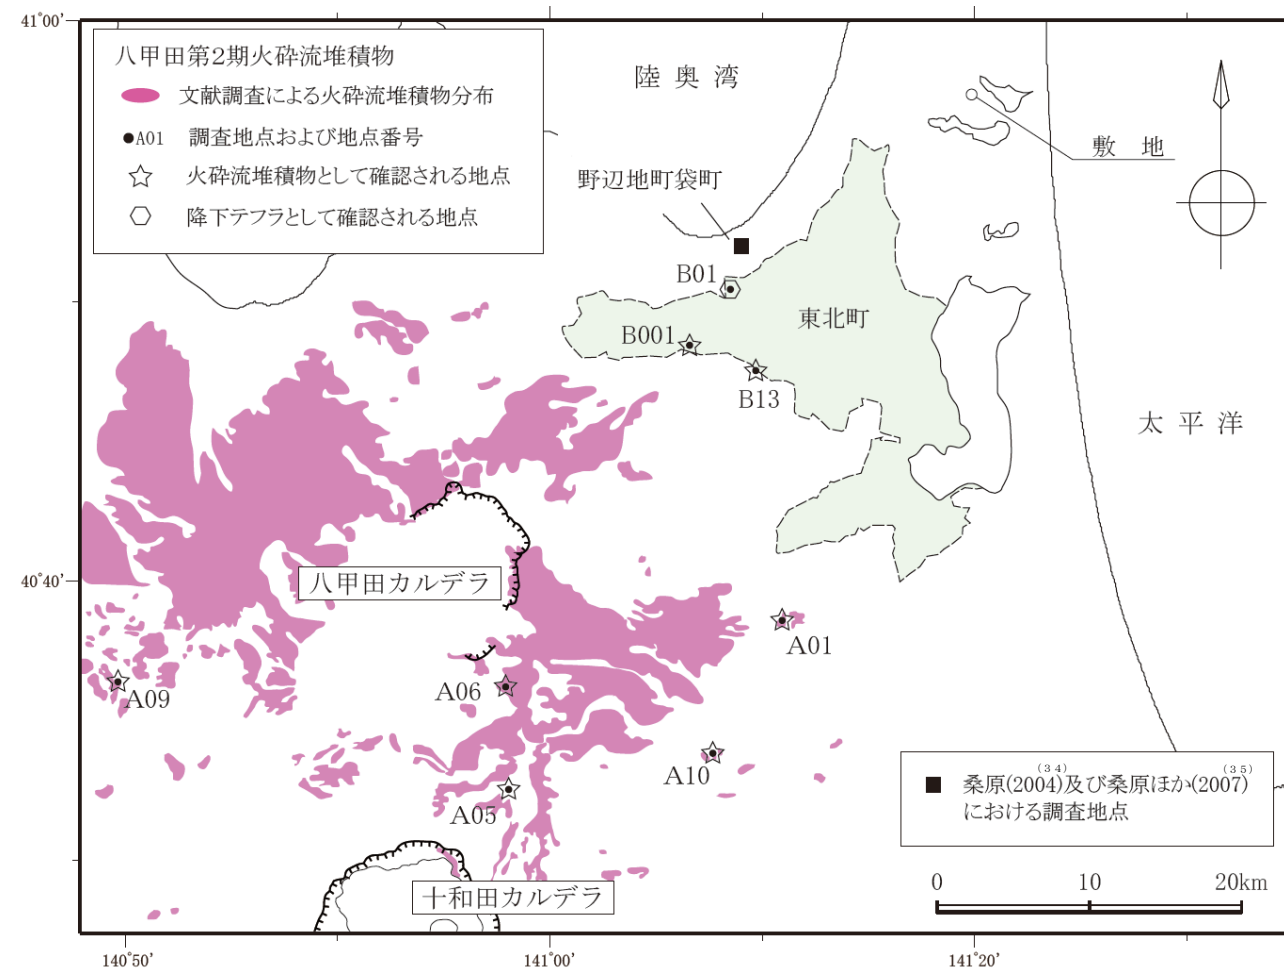 41°00'
八甲田第2期火砕流堆積物
文献調査による火砕流堆積物分布
A01 調査地点および地点番号
火砕流堆積物として確認される地点
降下テフラとして確認される地点
陸奥湾
敷 地
野辺地町袋町
B01
東北町
B001
B13
太平洋
40°40'
八甲田カルデラ
A01
A06
A09
A10
A05
(34) (35)
桑原(2004)及び桑原ほか(2007)
における調査地点
十和田カルデラ
0 10 20km
140°50' 141°00' 141°20'